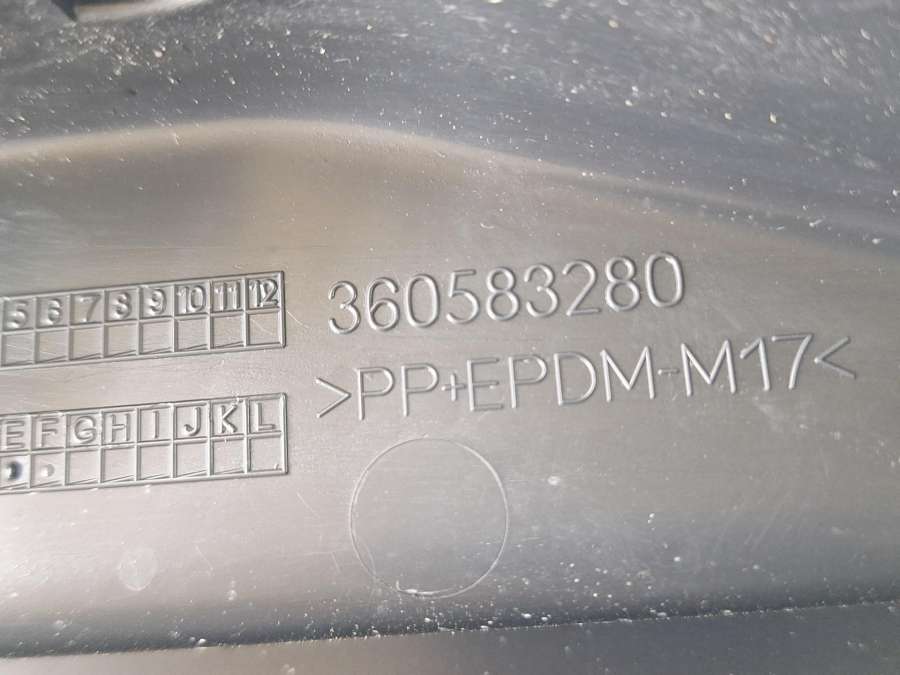 5 6 7 8 9 10 11 12
360583280
>PP+EPDM-M17<
E F G H I J K L